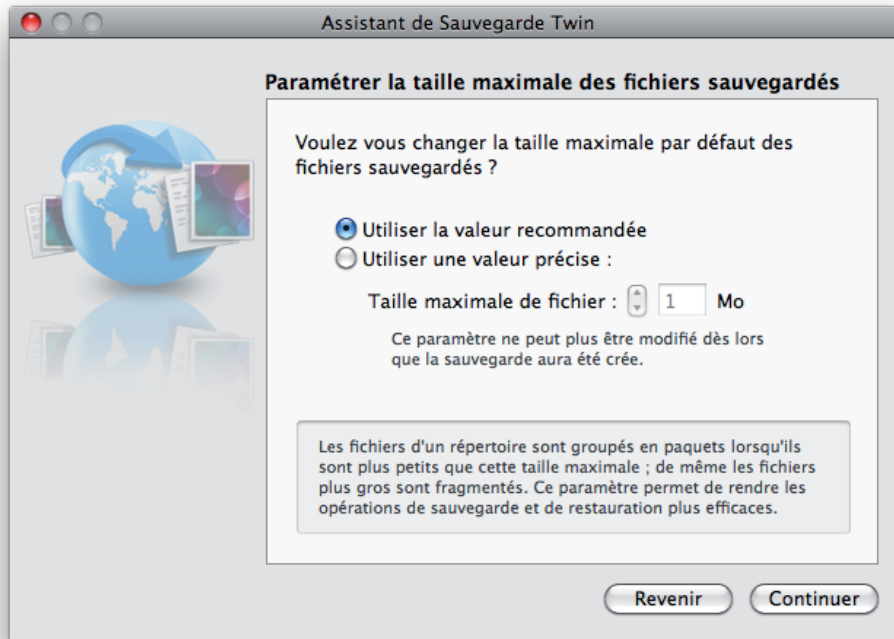 Assistant de Sauvegarde Twin
Paramétrer la taille maximale des fichiers sauvegardés
Voulez vous changer la taille maximale par défaut des
fichiers sauvegardés ?
Utiliser la valeur recommandée
Utiliser une valeur précise :
Taille maximale de fichier : 1 Mo
Ce paramètre ne peut plus être modifié dès lors
que la sauvegarde aura été crée.
Les fichiers d'un répertoire sont groupés en paquets lorsqu'ils
sont plus petits que cette taille maximale ; de même les fichiers
plus gros sont fragmentés. Ce paramètre permet de rendre les
opérations de sauvegarde et de restauration plus efficaces.
Revenir Continuer